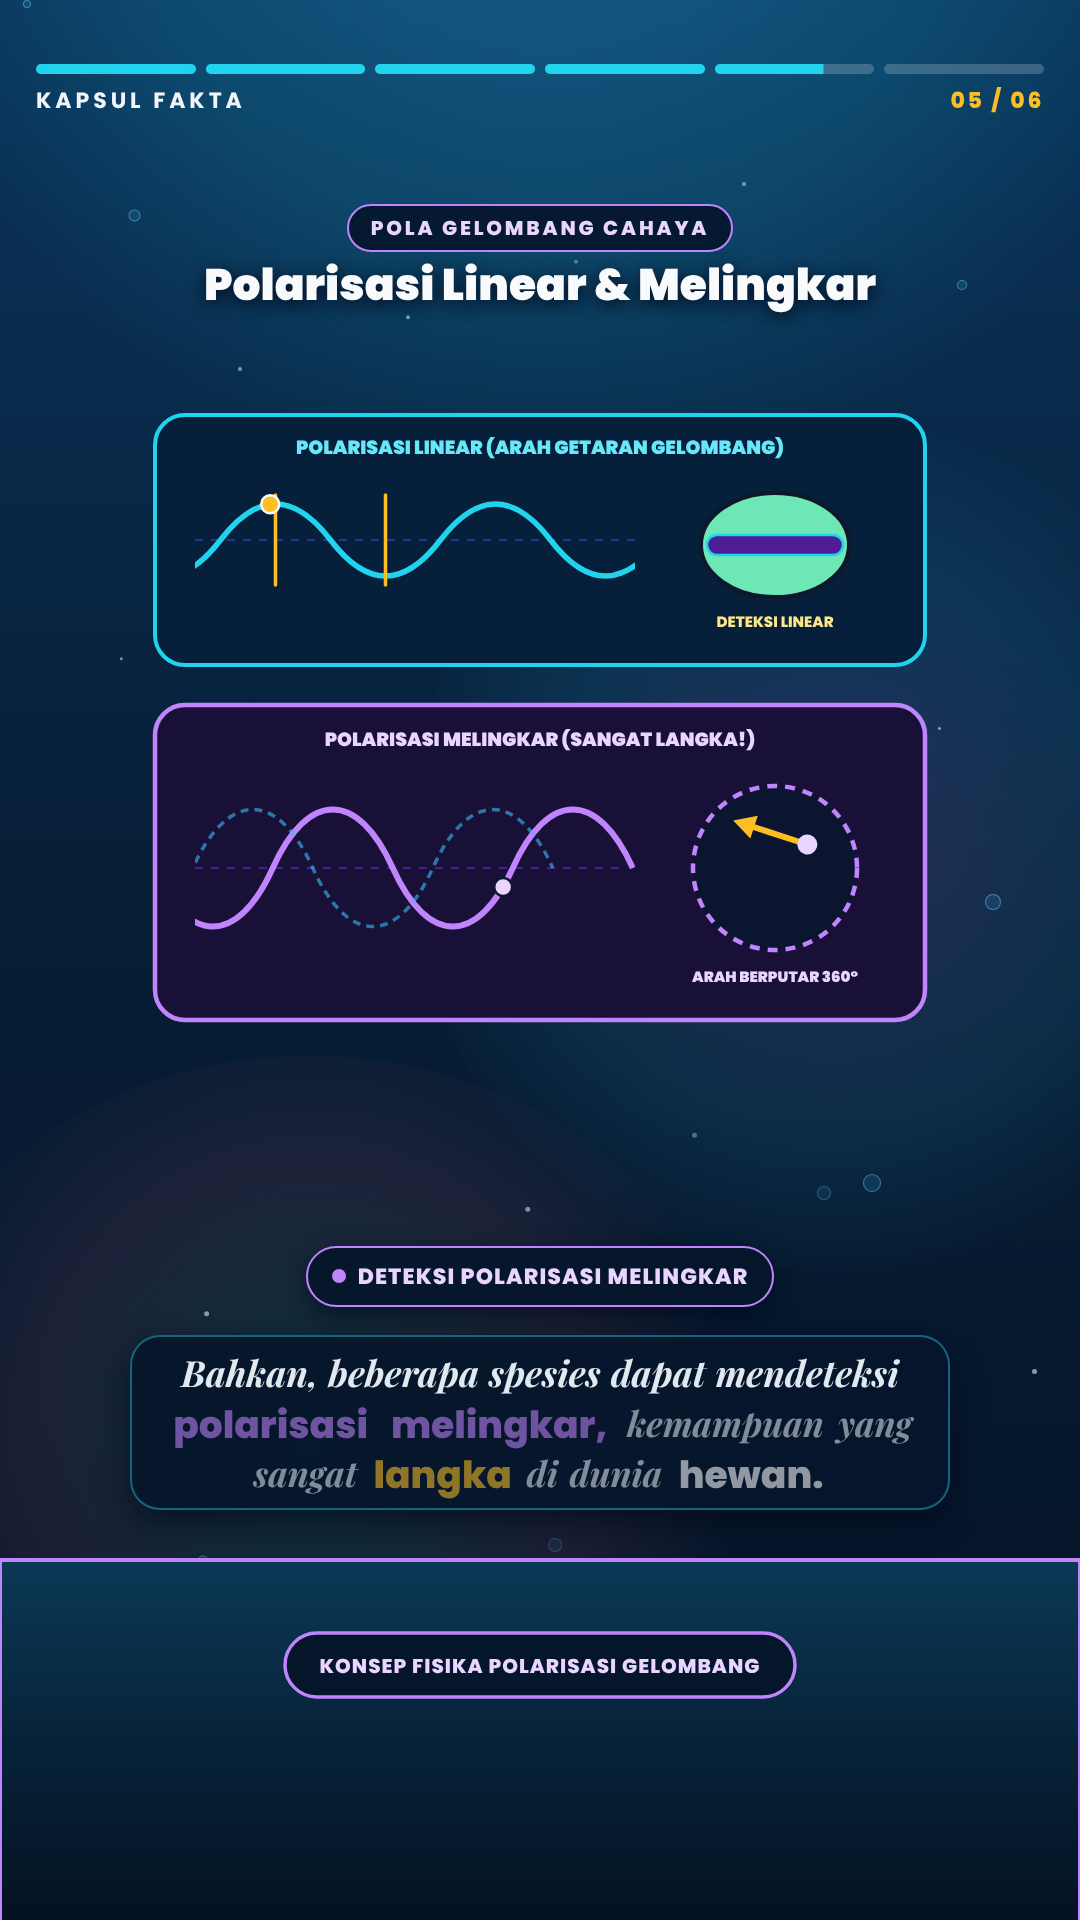 KAPSUL FAKTA
05 / 06
POLA GELOMBANG CAHAYA
Polarisasi Linear & Melingkar
POLARISASI LINEAR (ARAH GETARAN GELOMBANG)
DETEKSI LINEAR
POLARISASI MELINGKAR (SANGAT LANGKA!)
ARAH BERPUTAR 360°
DETEKSI POLARISASI MELINGKAR
Bahkan, beberapa spesies dapat mendeteksi
polarisasi melingkar, kemampuan yang
sangat langka di dunia hewan.
KONSEP FISIKA POLARISASI GELOMBANG